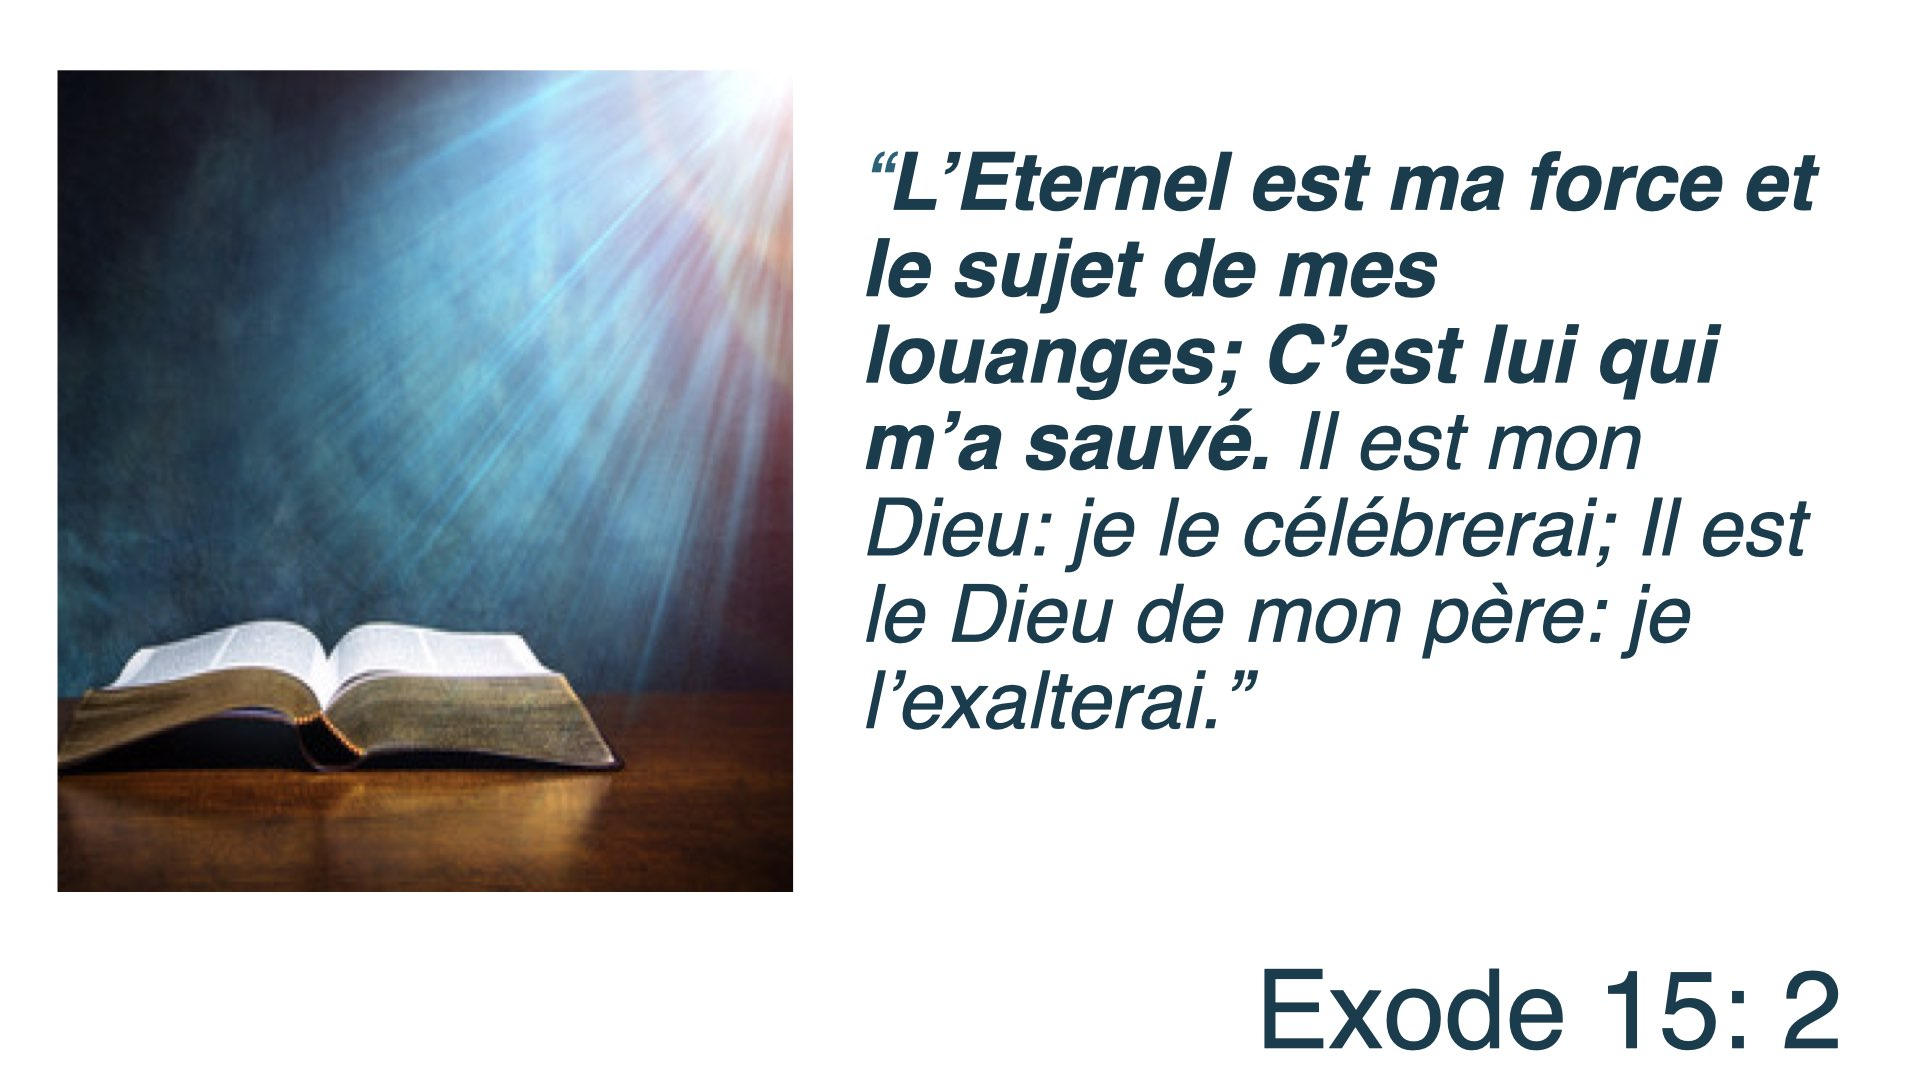 “L’Eternel est ma force et
le sujet de mes
louanges; C’est lui qui
m’a sauvé. Il est mon
Dieu: je le célébrerai; Il est
le Dieu de mon père: je
l’exalterai.”
Exode 15: 2